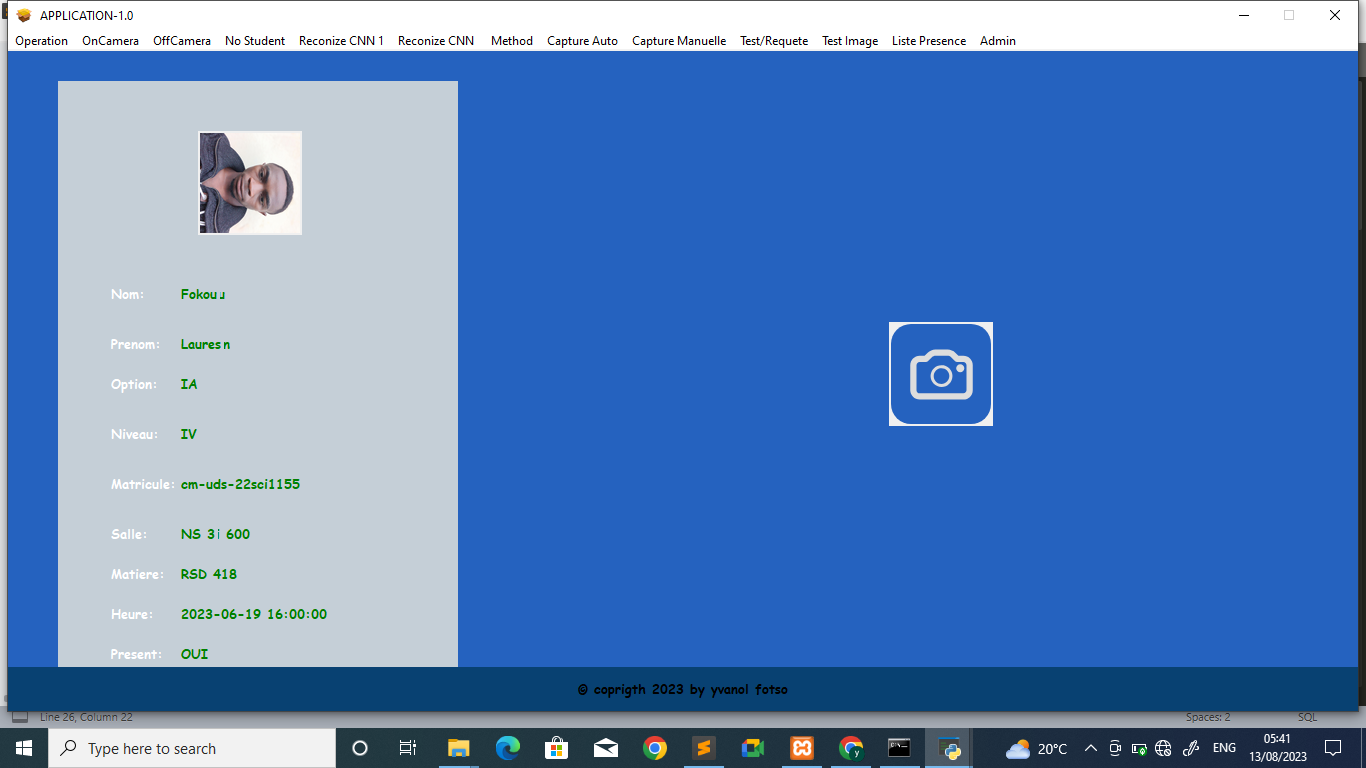 APPLICATION-1.0
Operation OnCamera OffCamera No Student Reconize CNN 1 Reconize CNN Method Capture Auto Capture Manuelle Test/Requete Test Image Liste Presence Admin
Nom: Fokou u
Prenom: Laures n
Option: IA
Niveau: IV
Matricule: cm-uds-22sci1155
Salle: NS 3i 600
Matiere: RSD 418
Heure: 2023-06-19 16:00:00
Present: OUI
© coprigth 2023 by yvanol fotso
Line 26, Column 22 Spaces: 2 SQL
Type here to search 20°C ENG 05:41
13/08/2023